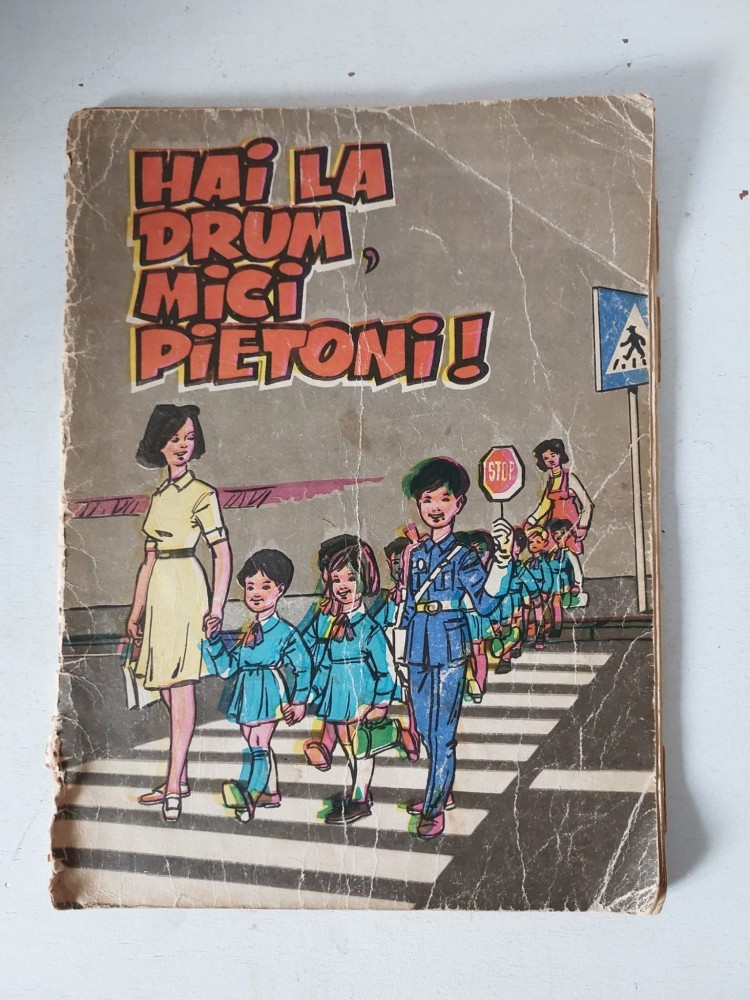 HAi LA
DRUM,
MiCi
PiETONi!
STOP